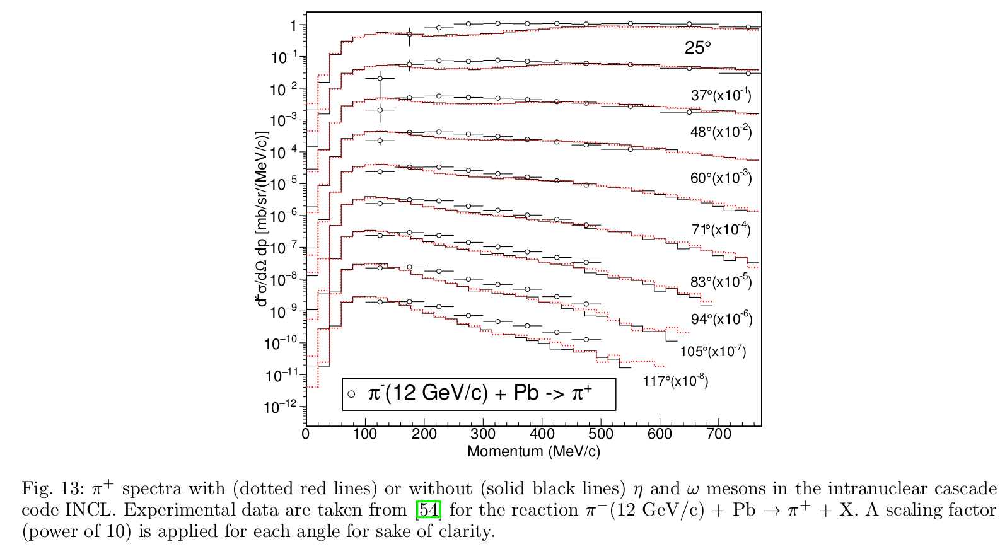 1
10-1
10-2
10-3
10-4
10-5
10-6
10-7
10-8
10-9
10-10
10-11
10-12
d2σ/dΩ dp [mb/sr/(MeV/c)]
25°
37°(x10-1)
48°(x10-2)
60°(x10-3)
71°(x10-4)
83°(x10-5)
94°(x10-6)
105°(x10-7)
117°(x10-8)
π-(12 GeV/c) + Pb -> π+
0 100 200 300 400 500 600 700
Momentum (MeV/c)
Fig. 13: π+ spectra with (dotted red lines) or without (solid black lines) η and ω mesons in the intranuclear cascade
code INCL. Experimental data are taken from [54] for the reaction π−(12 GeV/c) + Pb → π+ + X. A scaling factor
(power of 10) is applied for each angle for sake of clarity.